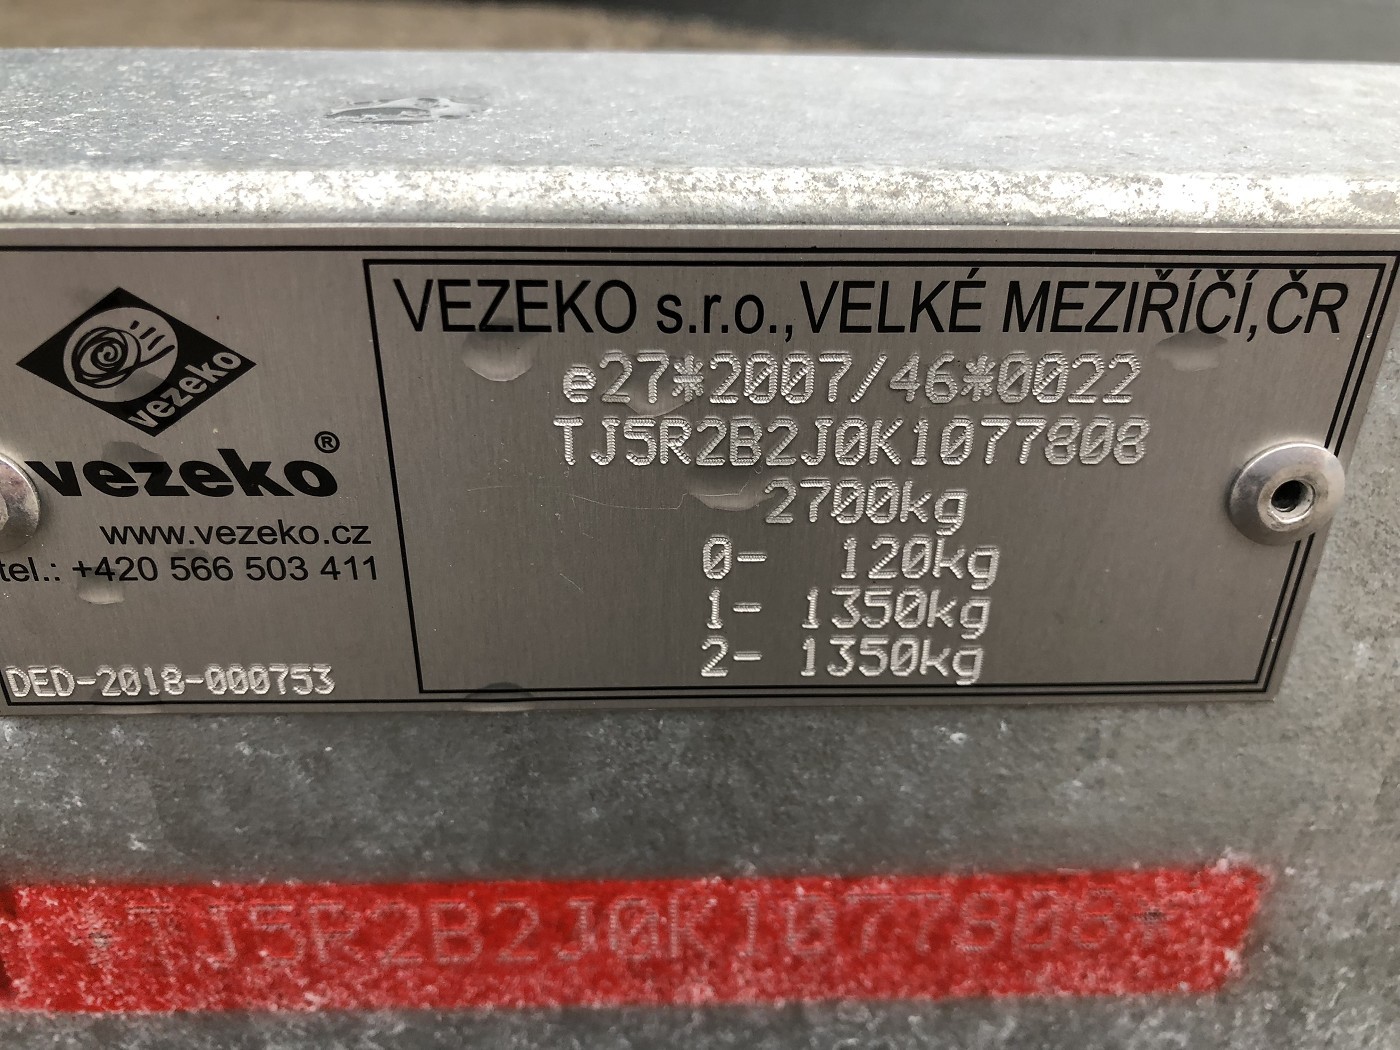 VEZEKO s.r.o.,VELKÉ MEZIŘÍČÍ,ČR
e27*2007/46*0022
TJ5R2B2J0K1077808
2700kg
0- 120kg
1- 1350kg
2- 1350kg
vezeko
vezeko®
www.vezeko.cz
tel.: +420 566 503 411
DED-2018-000753
*TJ5R2B2J0K1077808*